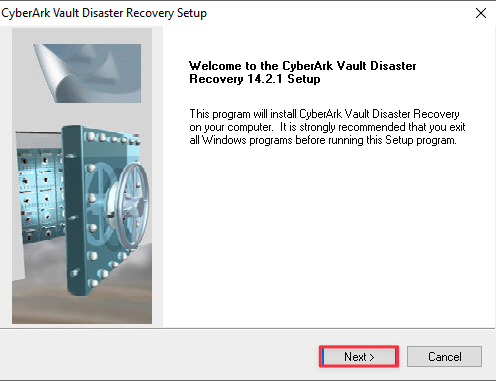 CyberArk Vault Disaster Recovery Setup
Welcome to the CyberArk Vault Disaster
Recovery 14.2.1 Setup
This program will install CyberArk Vault Disaster Recovery
on your computer.  It is strongly recommended that you exit
all Windows programs before running this Setup program.
Next >
Cancel